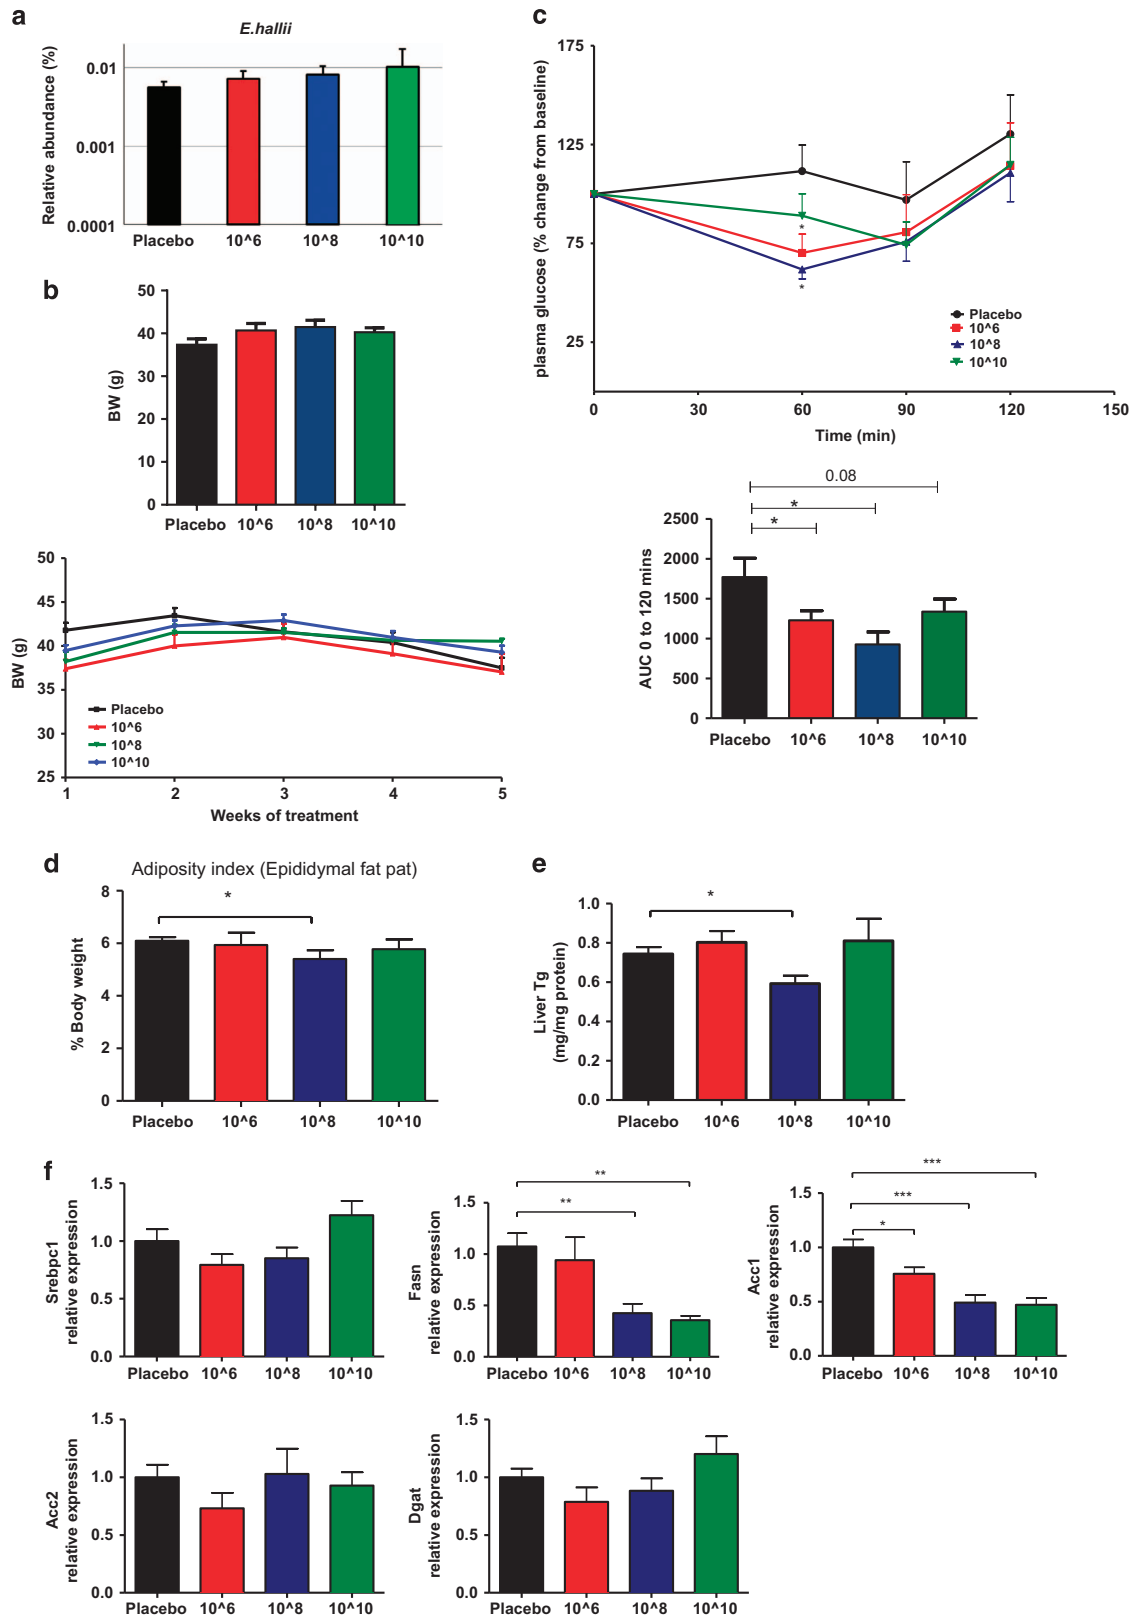 a
E.hallii
Relative abundance (%)
0.01
0.001
0.0001
Placebo 10^6 10^8 10^10
b
BW (g)
50
40
30
20
10
0
Placebo 10^6 10^8 10^10
BW (g)
50
45
40
35
30
25
Placebo
10^6
10^8
10^10
1 2 3 4 5
Weeks of treatment
c
plasma glucose (% change from baseline)
175
125
75
25
*
*
Placebo
10^6
10^8
10^10
0 30 60 90 120 150
Time (min)
0.08
*
*
AUC 0 to 120 mins
2500
2000
1500
1000
500
0
Placebo 10^6 10^8 10^10
d
Adiposity index (Epididymal fat pat)
*
% Body weight
8
6
4
2
0
Placebo 10^6 10^8 10^10
e
*
Liver Tg
(mg/mg protein)
1.0
0.8
0.6
0.4
0.2
0.0
Placebo 10^6 10^8 10^10
f
Srebpc1
relative expression
1.5
1.0
0.5
0.0
Placebo 10^6 10^8 10^10
**
**
Fasn
relative expression
1.5
1.0
0.5
0.0
Placebo 10^6 10^8 10^10
***
***
*
Acc1
relative expression
1.5
1.0
0.5
0.0
Placebo 10^6 10^8 10^10
Acc2
relative expression
1.5
1.0
0.5
0.0
Placebo 10^6 10^8 10^10
Dgat
relative expression
1.5
1.0
0.5
0.0
Placebo 10^6 10^8 10^10